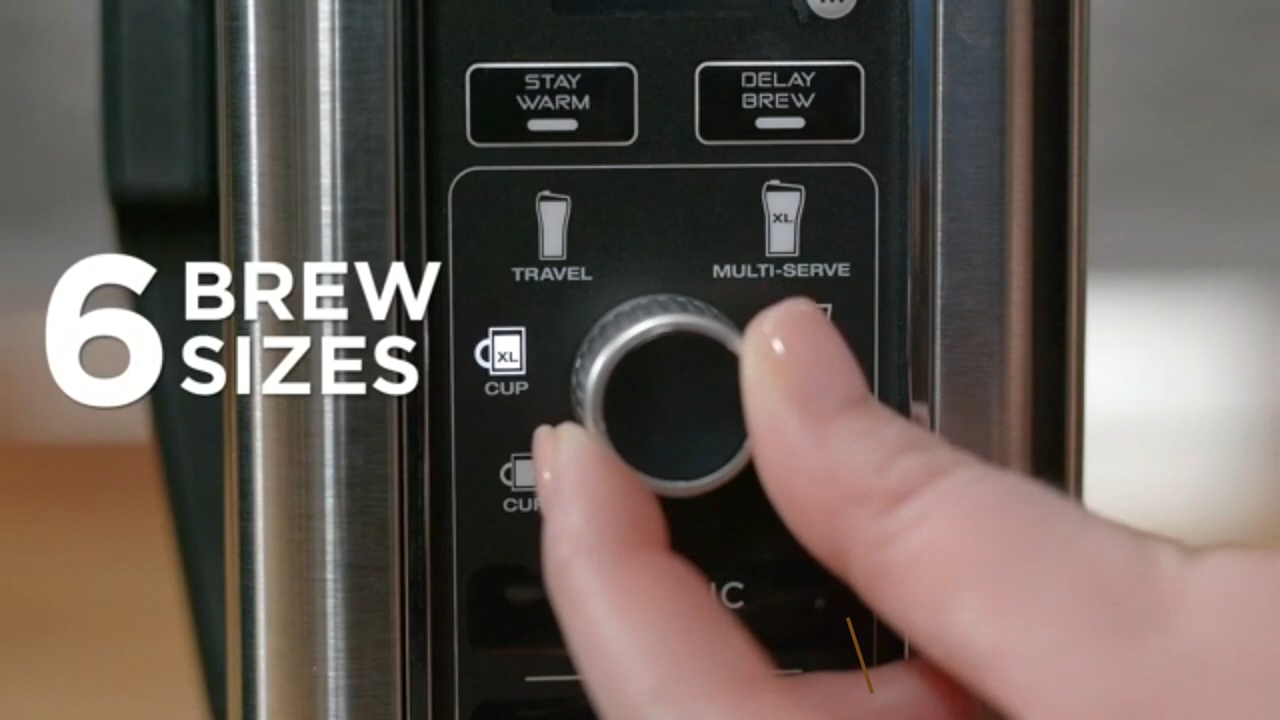 STAY
WARM
DELAY
BREW
TRAVEL
XL
MULTI-SERVE
6 BREW
SIZES
XL
CUP